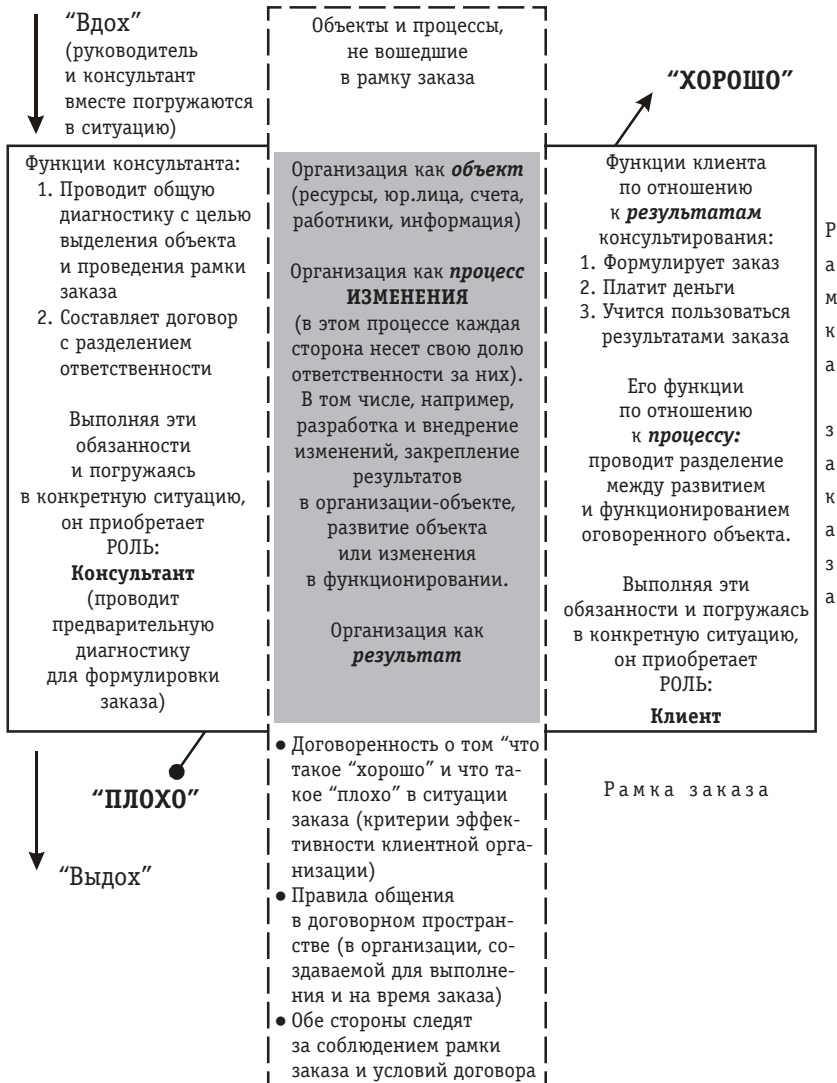 “Вдох”
(руководитель
и консультант
вместе погружаются
в ситуацию)
Объекты и процессы,
не вошедшие
в рамку заказа
“ХОРОШО”
Функции консультанта:
1. Проводит общую
диагностику с целью
выделения объекта
и проведения рамки
заказа
2. Составляет договор
с разделением
ответственности
Выполняя эти
обязанности
и погружаясь
в конкретную ситуацию,
он приобретает
РОЛЬ:
Консультант
(проводит
предварительную
диагностику
для формулировки
заказа)
Организация как объект
(ресурсы, юр.лица, счета,
работники, информация)
Организация как процесс
ИЗМЕНЕНИЯ
(в этом процессе каждая
сторона несет свою долю
ответственности за них).
В том числе, например,
разработка и внедрение
изменений, закрепление
результатов
в организации-объекте,
развитие объекта
или изменения
в функционировании.
Организация как
результат
Функции клиента
по отношению
к результатам
консультирования:
1. Формулирует заказ
2. Платит деньги
3. Учится пользоваться
результатами заказа
Его функции
по отношению
к процессу:
проводит разделение
между развитием
и функционированием
оговоренного объекта.
Выполняя эти
обязанности и погружаясь
в конкретную ситуацию,
он приобретает
РОЛЬ:
Клиент
Рамка заказа
“ПЛОХО”
“Выдох”
● Договоренность о том “что
такое “хорошо” и что та-
кое “плохо” в ситуации
заказа (критерии эффек-
тивности клиентной орга-
низации)
● Правила общения
в договорном простран-
стве (в организации, со-
здаваемой для выполне-
ния и на время заказа)
● Обе стороны следят
за соблюдением рамки
заказа и условий договора
Рамка заказа